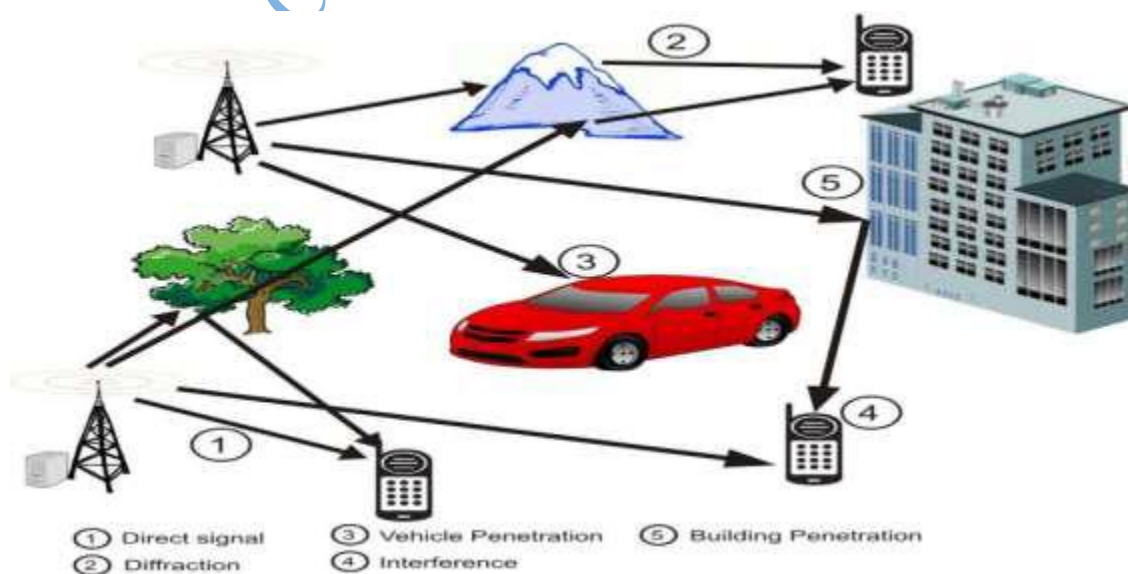 2
5
3
4
1
1 Direct signal 3 Vehicle Penetration 5 Building Penetration
2 Diffraction 4 Interference